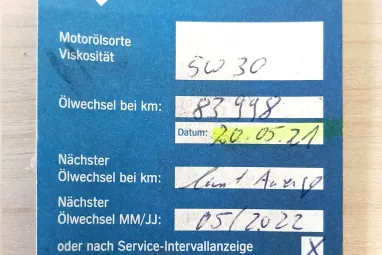 Motorölsorte
Viskosität
5W30
Ölwechsel bei km: 83998
Datum: 20.05.21
Nächster
Ölwechsel bei km: laut Anzeige
Nächster
Ölwechsel MM/JJ: 05/2022
oder nach Service-Intervallanzeige X